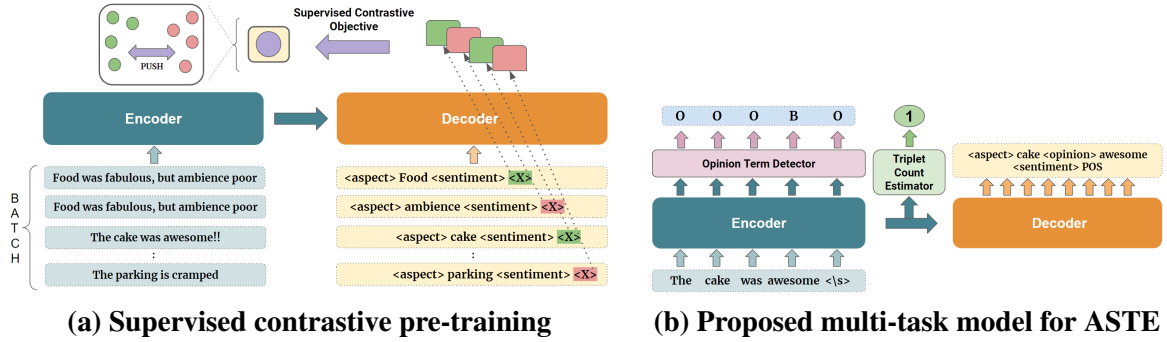 Supervised Contrastive
Objective
PUSH
Encoder
Decoder
BATCH
Food was fabulous, but ambience poor
Food was fabulous, but ambience poor
The cake was awesome!!
:
The parking is cramped
<aspect> Food <sentiment> <X>
<aspect> ambience <sentiment> <X>
<aspect> cake <sentiment> <X>
:
<aspect> parking <sentiment> <X>
(a) Supervised contrastive pre-training
O O O B O
1
Opinion Term Detector
Triplet
Count
Estimator
<aspect> cake <opinion> awesome
<sentiment> POS
Encoder
Decoder
The cake was awesome <\s>
(b) Proposed multi-task model for ASTE